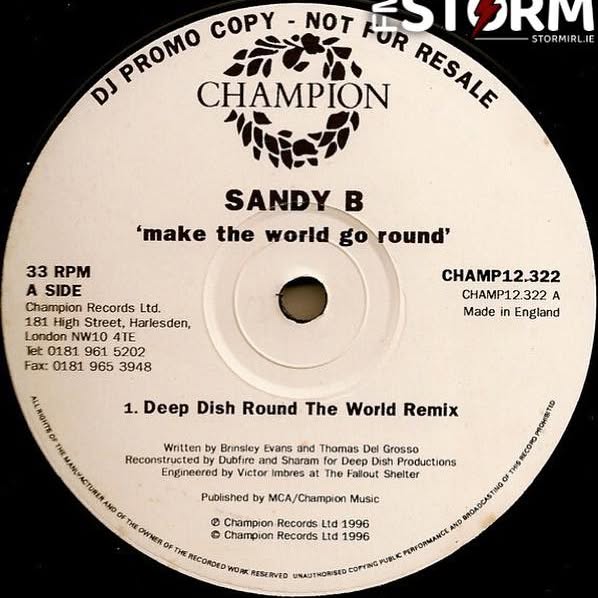 STORM
STORMIRL.IE
DJ PROMO COPY - NOT FOR RESALE
CHAMPION
SANDY B
'make the world go round'
33 RPM
A SIDE
Champion Records Ltd.
181 High Street, Harlesden,
London NW10 4TE
Tel: 0181 961 5202
Fax: 0181 965 3948
CHAMP12.322
CHAMP12.322 A
Made in England
1. Deep Dish Round The World Remix
Written by Brinsley Evans and Thomas Del Grosso
Reconstructed by Dubfire and Sharam for Deep Dish Productions
Engineered by Victor Imbres at The Fallout Shelter
Published by MCA/Champion Music
℗ Champion Records Ltd 1996
© Champion Records Ltd 1996
ALL RIGHTS OF THE MANUFACTURER AND OF THE OWNER OF THE RECORDED WORK RESERVED UNAUTHORISED COPYING PUBLIC PERFORMANCE AND BROADCASTING OF THIS RECORD PROHIBITED